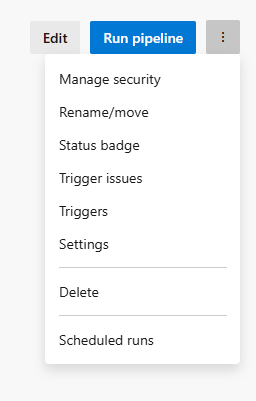 Edit
Run pipeline
Manage security
Rename/move
Status badge
Trigger issues
Triggers
Settings
Delete
Scheduled runs